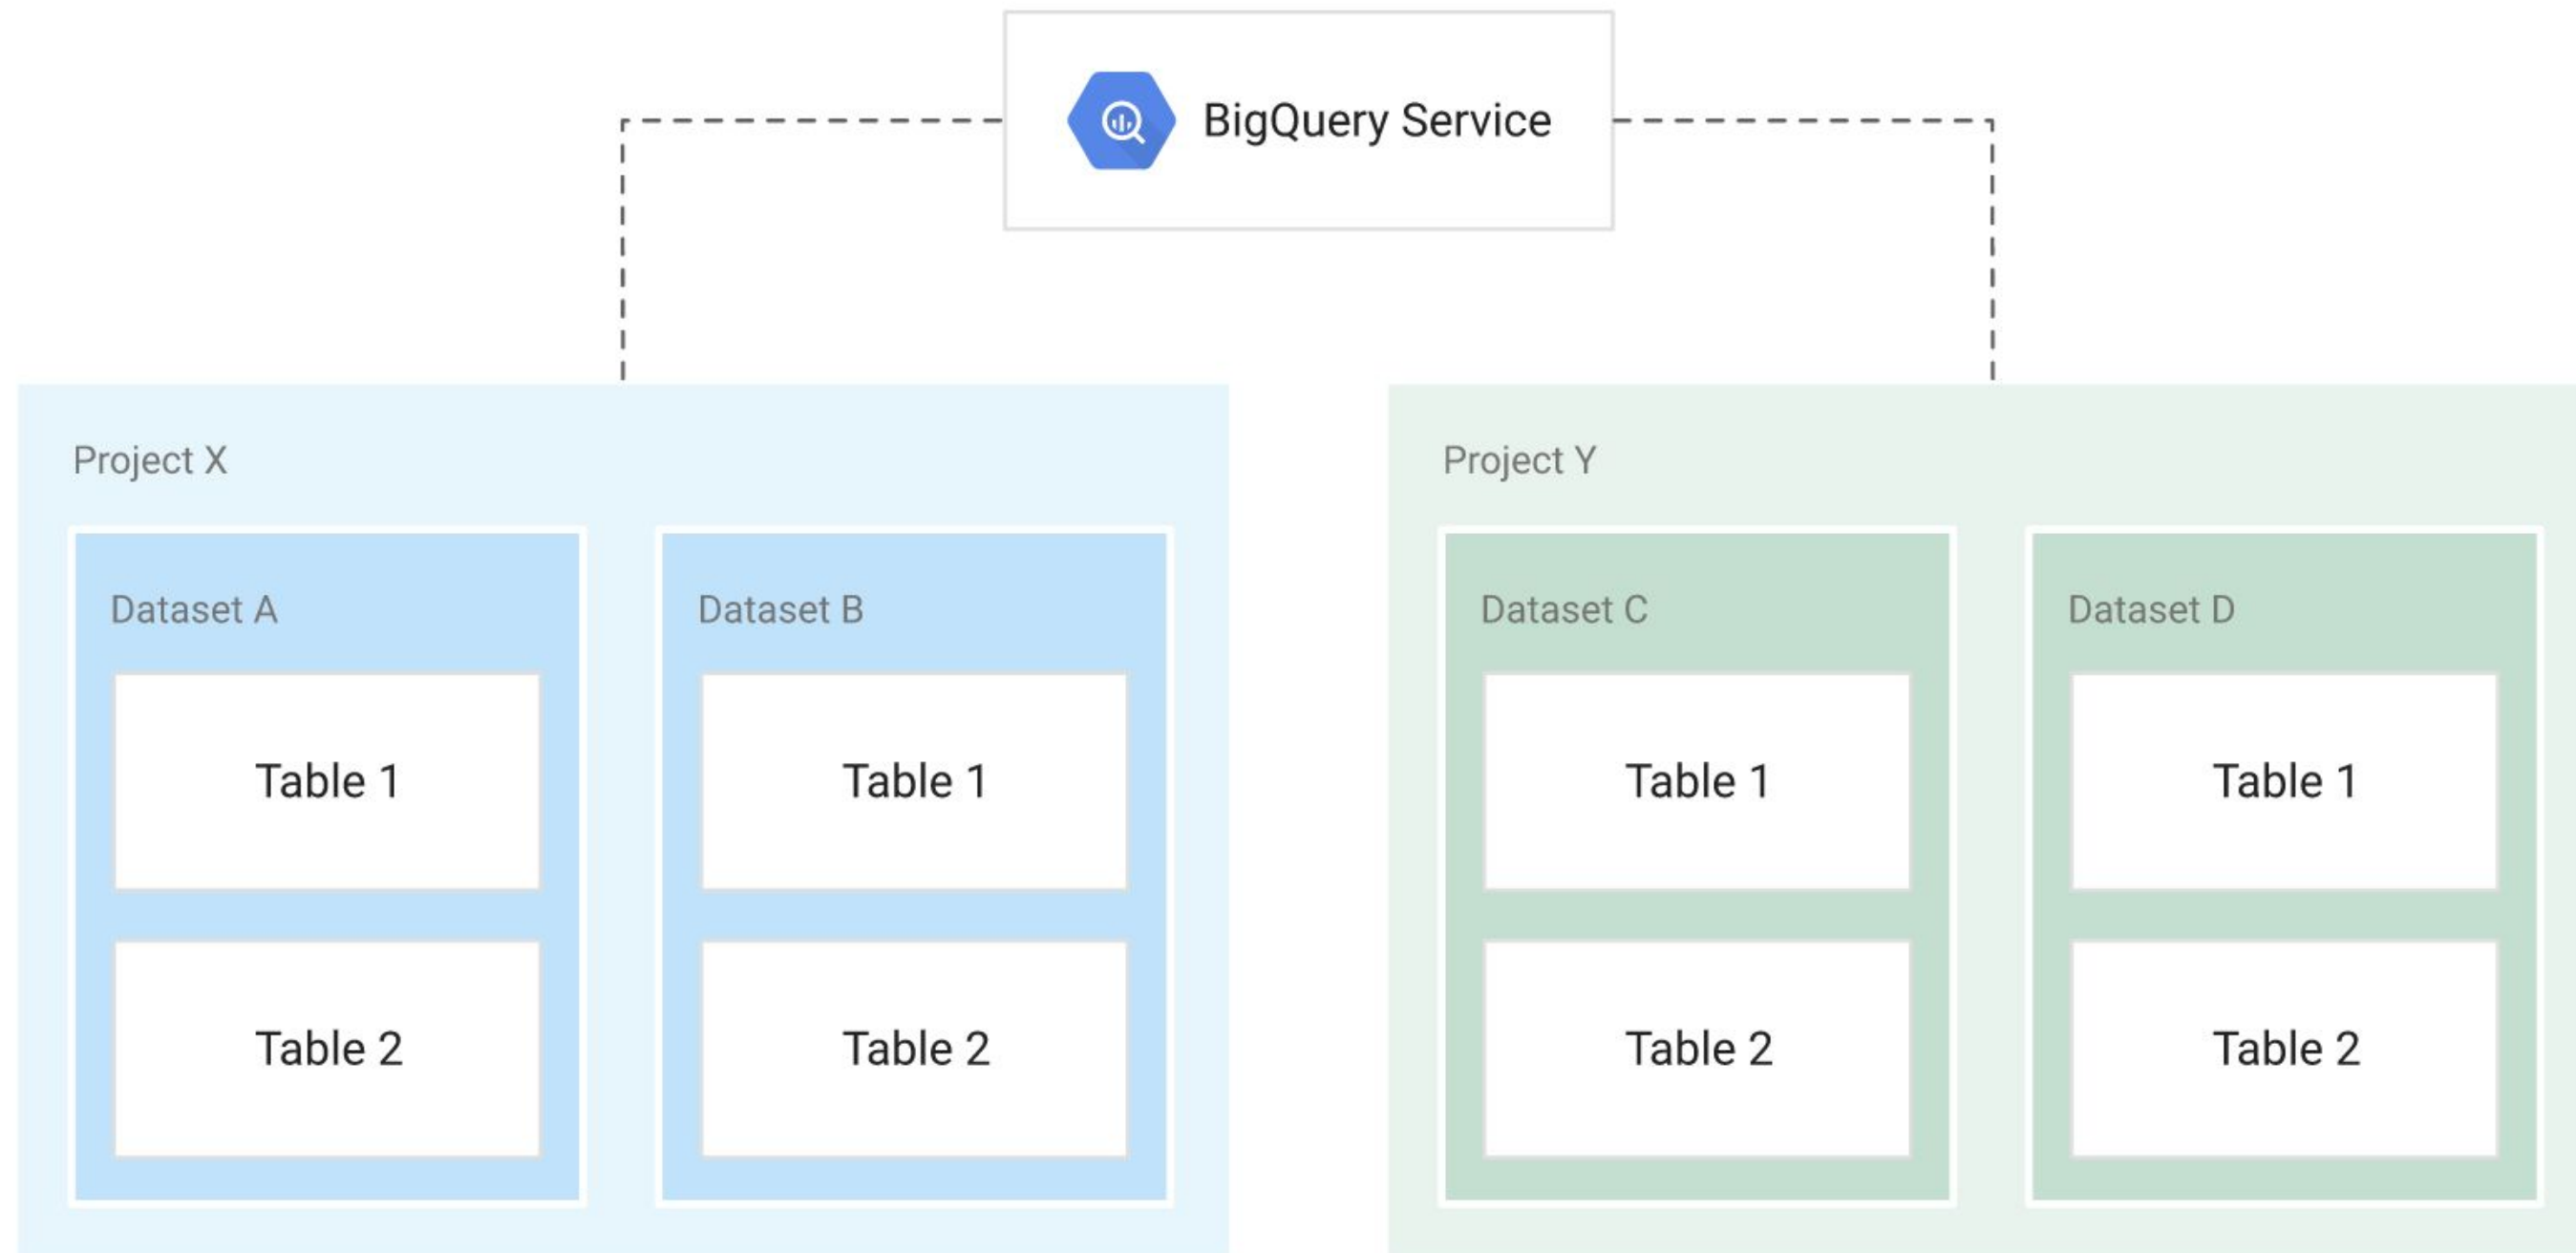 BigQuery Service
Project X
Dataset A
Table 1
Table 2
Dataset B
Table 1
Table 2
Project Y
Dataset C
Table 1
Table 2
Dataset D
Table 1
Table 2